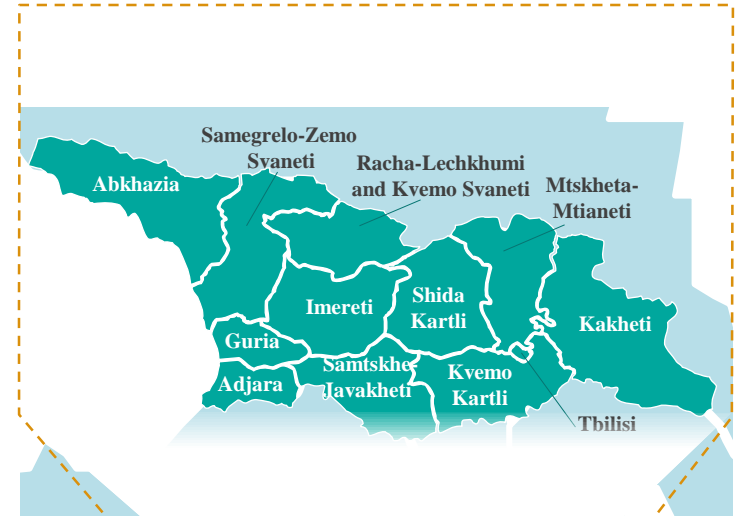 Samegrelo-Zemo
Svaneti
Racha-Lechkhumi
and Kvemo Svaneti
Mtskheta-
Mtianeti
Abkhazia
Imereti
Shida
Kartli
Kakheti
Guria
Adjara
Samtskhe-
Javakheti
Kvemo
Kartli
Tbilisi